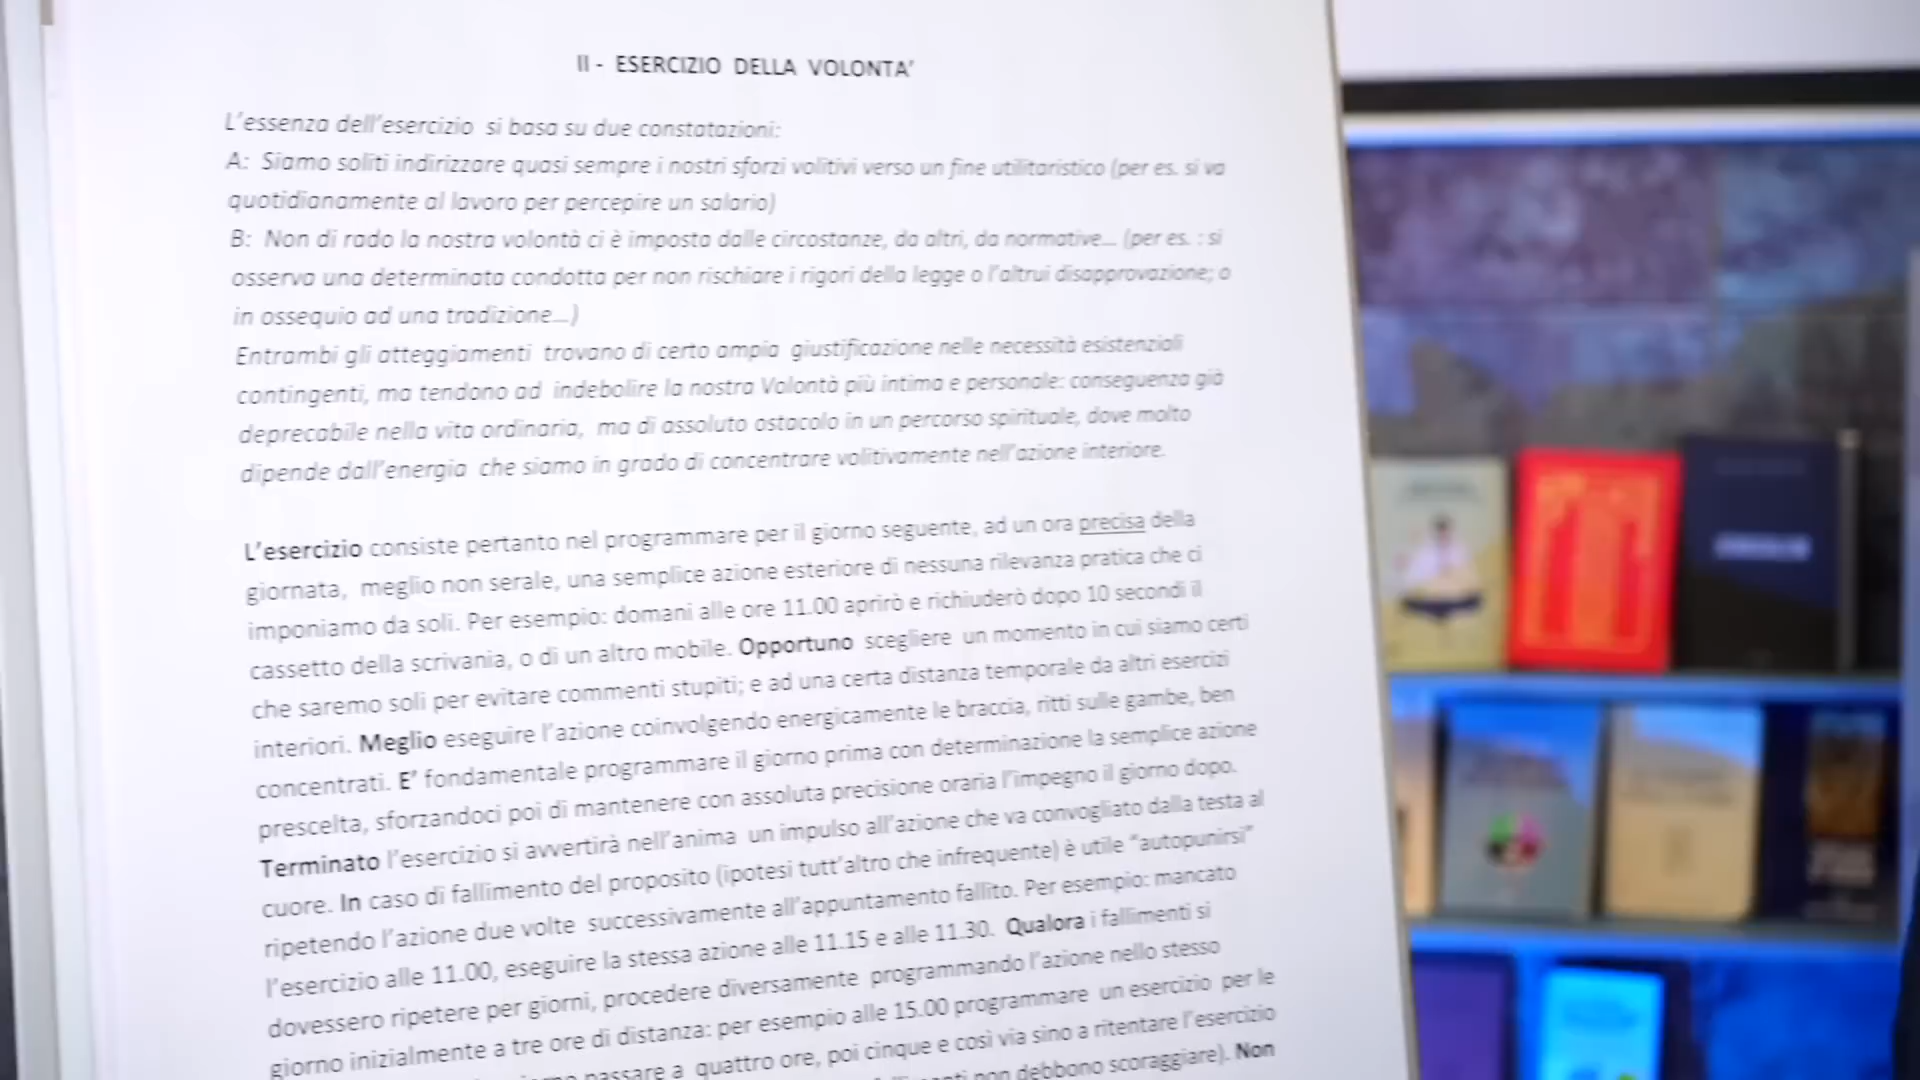 II - ESERCIZIO DELLA VOLONTA'
L'essenza dell'esercizio si basa su due constatazioni:
A: Siamo soliti indirizzare quasi sempre i nostri sforzi volitivi verso un fine utilitaristico (per es. si va
quotidianamente al lavoro per percepire un salario)
B: Non di rado la nostra volontà ci è imposta dalle circostanze, da altri, da normative... (per es. : si
osserva una determinata condotta per non rischiare i rigori della legge o l'altrui disapprovazione; o
in ossequio ad una tradizione...)
Entrambi gli atteggiamenti trovano di certo ampia giustificazione nelle necessità esistenziali
contingenti, ma tendono ad indebolire la nostra Volontà più intima e personale: conseguenza già
deprecabile nella vita ordinaria, ma di assoluto ostacolo in un percorso spirituale, dove molto
dipende dall'energia che siamo in grado di concentrare volitivamente nell'azione interiore.
L'esercizio consiste pertanto nel programmare per il giorno seguente, ad un ora precisa della
giornata, meglio non serale, una semplice azione esteriore di nessuna rilevanza pratica che ci
imponiamo da soli. Per esempio: domani alle ore 11.00 aprirò e richiuderò dopo 10 secondi il
cassetto della scrivania, o di un altro mobile. Opportuno scegliere un momento in cui siamo certi
che saremo soli per evitare commenti stupiti; e ad una certa distanza temporale da altri esercizi
interiori. Meglio eseguire l'azione coinvolgendo energicamente le braccia, ritti sulle gambe, ben
concentrati. E' fondamentale programmare il giorno prima con determinazione la semplice azione
prescelta, sforzandoci poi di mantenere con assoluta precisione oraria l'impegno il giorno dopo.
Terminato l'esercizio si avvertirà nell'anima un impulso all'azione che va convogliato dalla testa al
cuore. In caso di fallimento del proposito (ipotesi tutt'altro che infrequente) è utile "autopunirsi"
ripetendo l'azione due volte successivamente all'appuntamento fallito. Per esempio: mancato
l'esercizio alle 11.00, eseguire la stessa azione alle 11.15 e alle 11.30. Qualora i fallimenti si
dovessero ripetere per giorni, procedere diversamente programmando l'azione nello stesso
giorno inizialmente a tre ore di distanza: per esempio alle 15.00 programmare un esercizio per le
passare a quattro ore, poi cinque e così via sino a ritentare l'esercizio
non debbono scoraggiare). Non